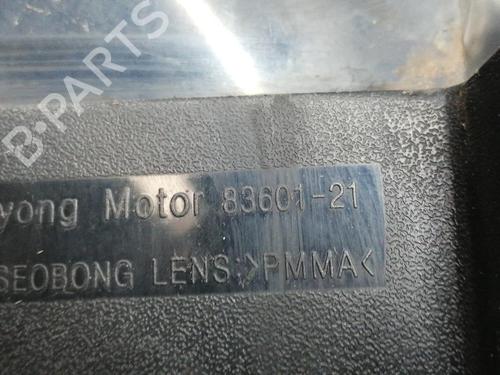 B-PARTS
yong Motor 83601-21
SEOBONG LENS >PMMA<